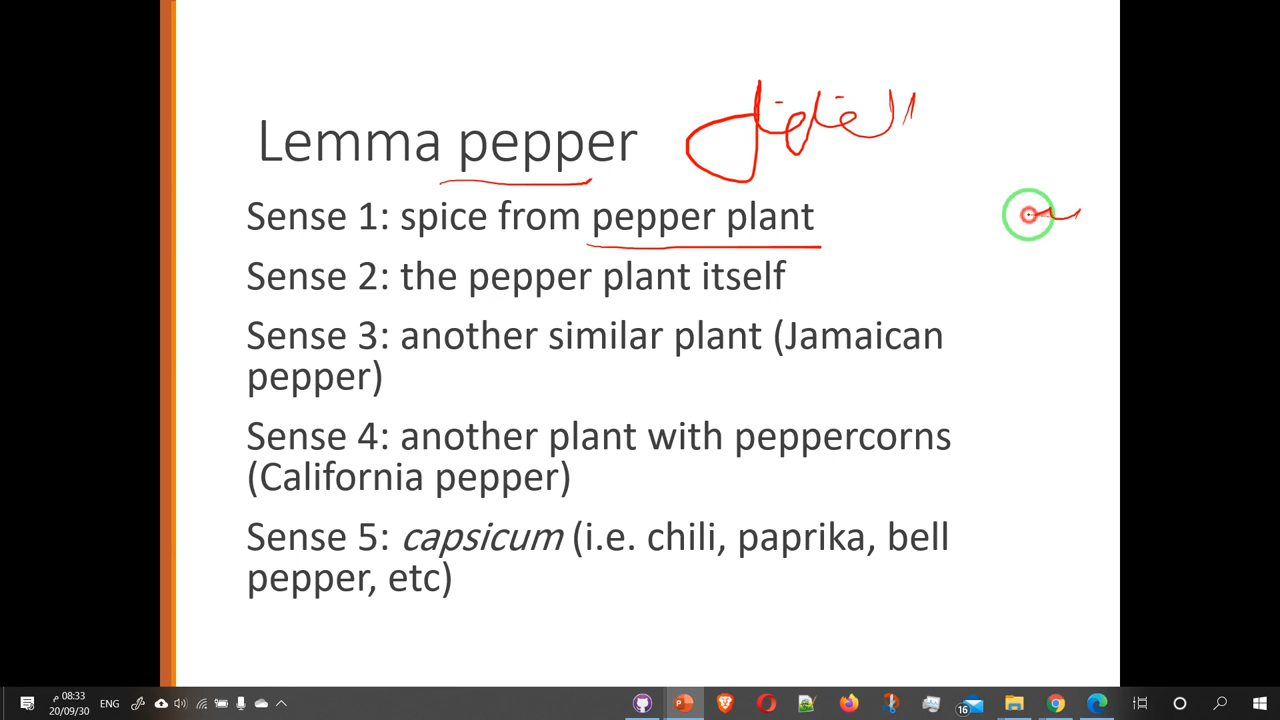 Lemma pepper الفلفل
Sense 1: spice from pepper plant
Sense 2: the pepper plant itself
Sense 3: another similar plant (Jamaican
pepper)
Sense 4: another plant with peppercorns
(California pepper)
Sense 5: capsicum (i.e. chili, paprika, bell
pepper, etc)
08:33 م
20/09/30
ENG
16